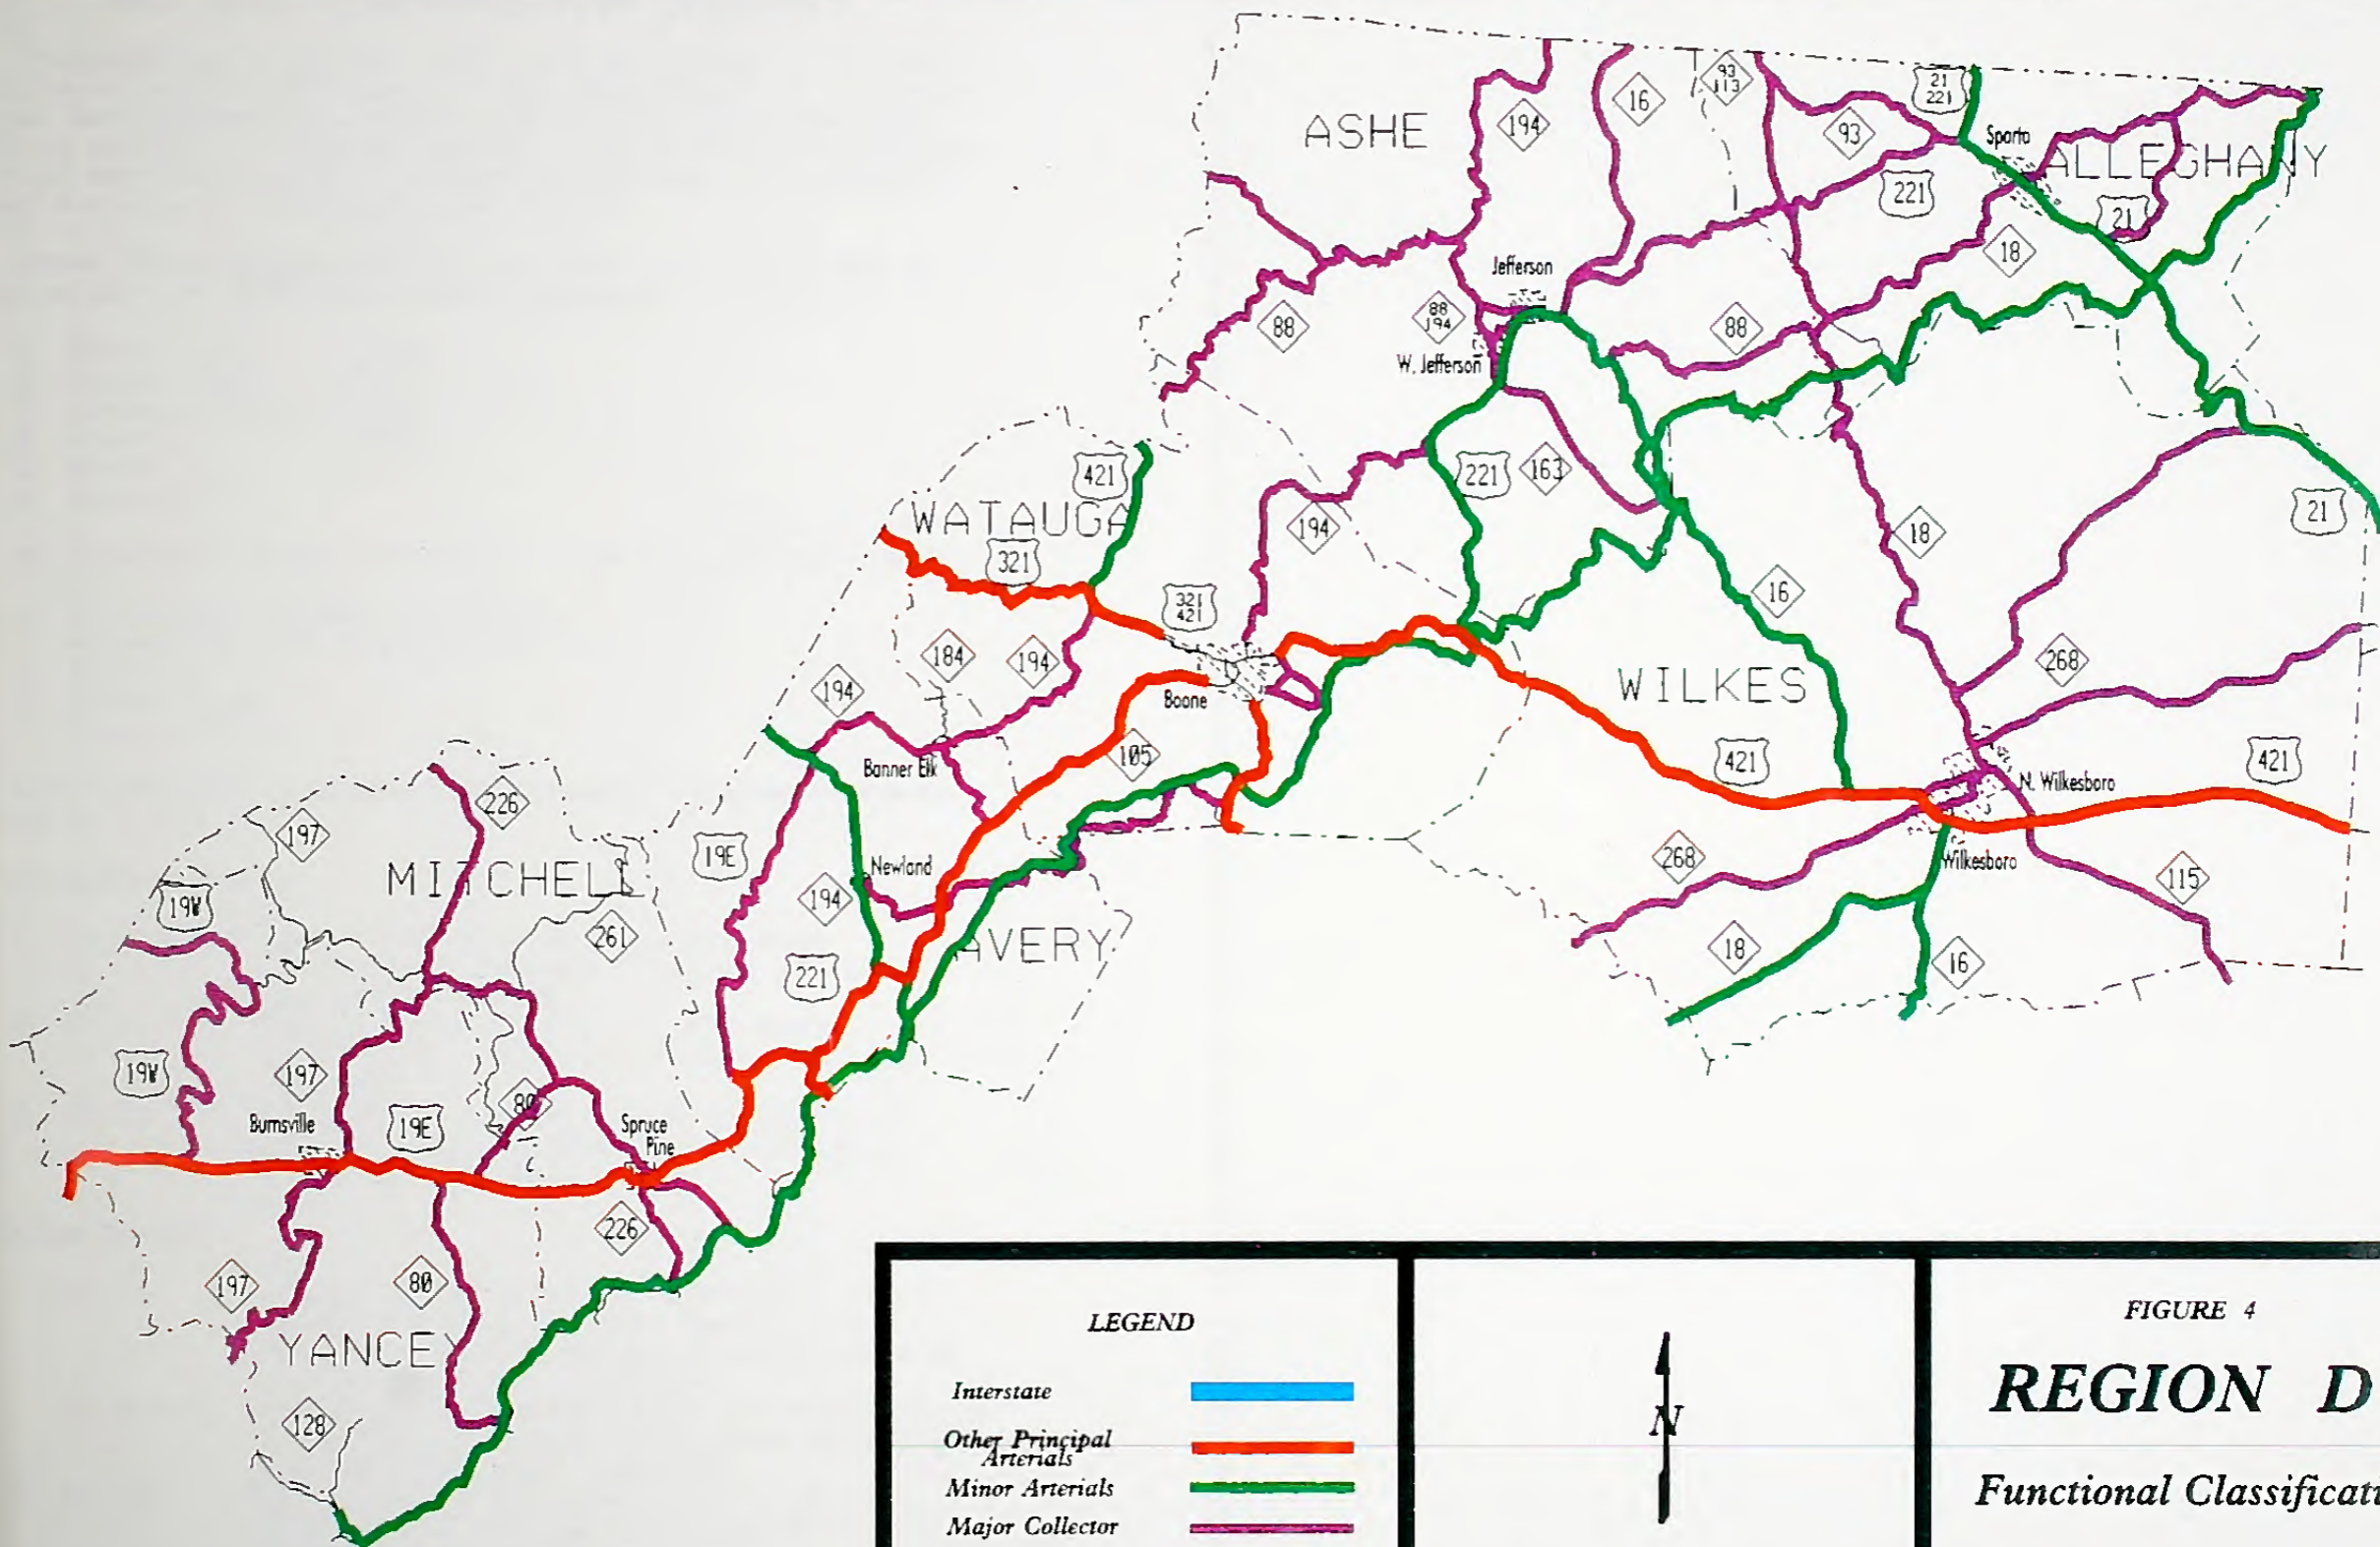 ASHE
194
16
93
113
93
21
221
Sparta
ALLEGHANY
221
21
18
Jefferson
88
88
194
W. Jefferson
88
421
221
163
194
18
21
WATAUGA
321
321
421
16
184
194
194
Boone
WILKES
268
Banner Elk
105
421
421
N. Wilkesboro
226
197
MITCHELL
19E
Newland
194
268
Wilkesboro
115
19W
261
AVERY
221
18
16
19W
197
80
Burnsville
19E
Spruce
Pine
226
197
80
YANCEY
128
LEGEND
Interstate
Other Principal
Arterials
Minor Arterials
Major Collector
N
FIGURE 4
REGION D
Functional Classificati